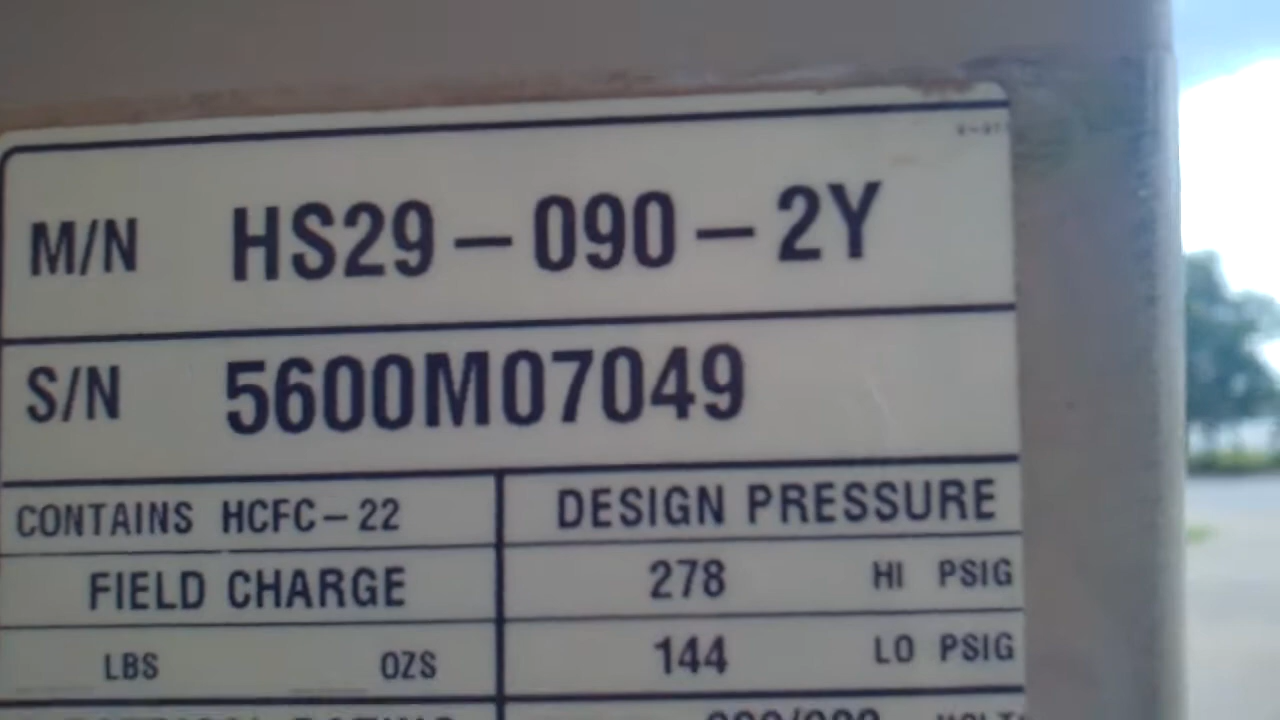 M/N HS29-090-2Y
S/N 5600M07049
CONTAINS HCFC-22
DESIGN PRESSURE
FIELD CHARGE
278 HI PSIG
LBS OZS
144 LO PSIG